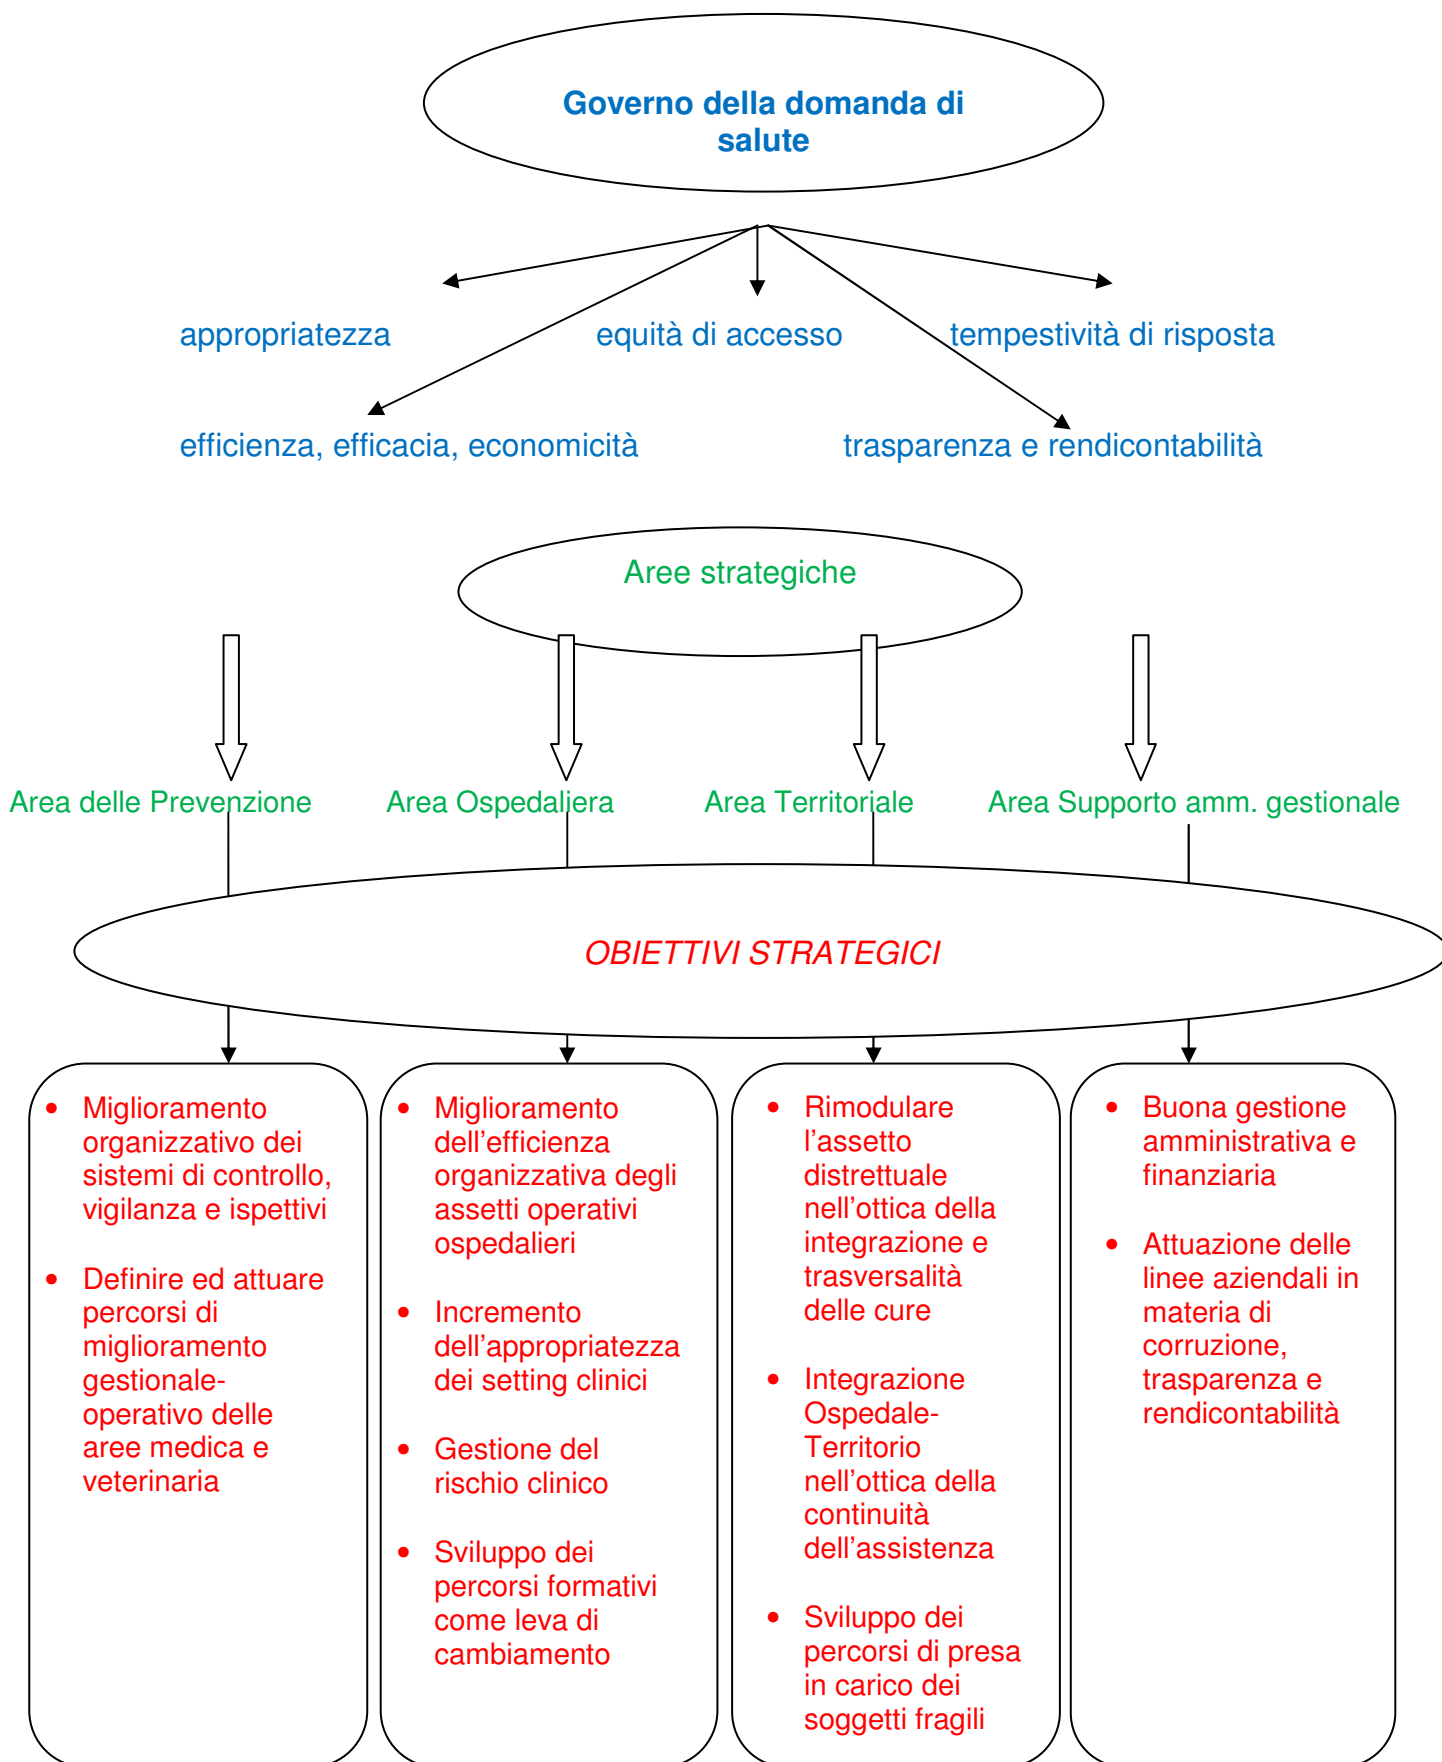 Governo della domanda di
salute
appropriatezza
equità di accesso
tempestività di risposta
efficienza, efficacia, economicità
trasparenza e rendicontabilità
Aree strategiche
Area delle Prevenzione
Area Ospedaliera
Area Territoriale
Area Supporto amm. gestionale
OBIETTIVI STRATEGICI
• Miglioramento
organizzativo dei
sistemi di controllo,
vigilanza e ispettivi
• Definire ed attuare
percorsi di
miglioramento
gestionale-
operativo delle
aree medica e
veterinaria
• Miglioramento
dell'efficienza
organizzativa degli
assetti operativi
ospedalieri
• Incremento
dell'appropriatezza
dei setting clinici
• Gestione del
rischio clinico
• Sviluppo dei
percorsi formativi
come leva di
cambiamento
• Rimodulare
l'assetto
distrettuale
nell'ottica della
integrazione e
trasversalità
delle cure
• Integrazione
Ospedale-
Territorio
nell'ottica della
continuità
dell'assistenza
• Sviluppo dei
percorsi di presa
in carico dei
soggetti fragili
• Buona gestione
amministrativa e
finanziaria
• Attuazione delle
linee aziendali in
materia di
corruzione,
trasparenza e
rendicontabilità